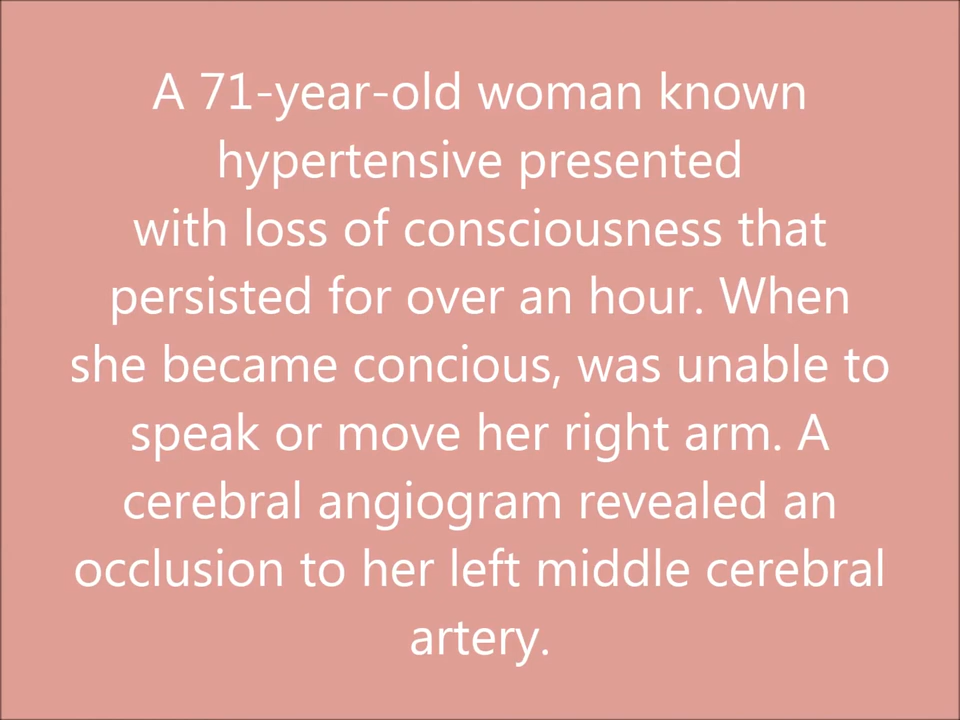 A 71-year-old woman known
hypertensive presented
with loss of consciousness that
persisted for over an hour. When
she became concious, was unable to
speak or move her right arm. A
cerebral angiogram revealed an
occlusion to her left middle cerebral
artery.